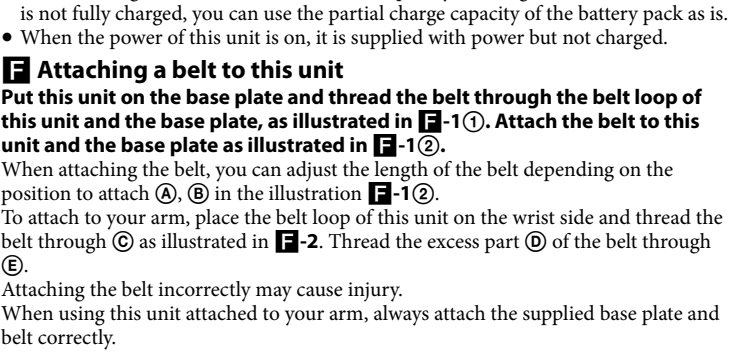 is not fully charged, you can use the partial charge capacity of the battery pack as is.
• When the power of this unit is on, it is supplied with power but not charged.
F Attaching a belt to this unit
Put this unit on the base plate and thread the belt through the belt loop of
this unit and the base plate, as illustrated in F-1①. Attach the belt to this
unit and the base plate as illustrated in F-1②.
When attaching the belt, you can adjust the length of the belt depending on the
position to attach Ⓐ, Ⓑ in the illustration F-1②.
To attach to your arm, place the belt loop of this unit on the wrist side and thread the
belt through Ⓒ as illustrated in F-2. Thread the excess part Ⓓ of the belt through
Ⓔ.
Attaching the belt incorrectly may cause injury.
When using this unit attached to your arm, always attach the supplied base plate and
belt correctly.